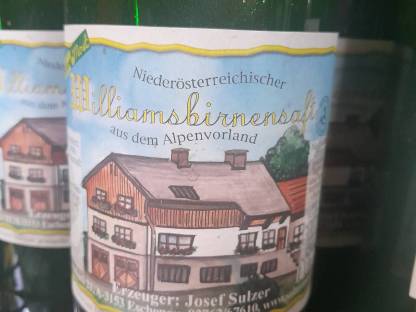 Niederösterreichischer
Williamsbirnensaft
aus dem Alpenvorland
Erzeuger: Josef Sulzer